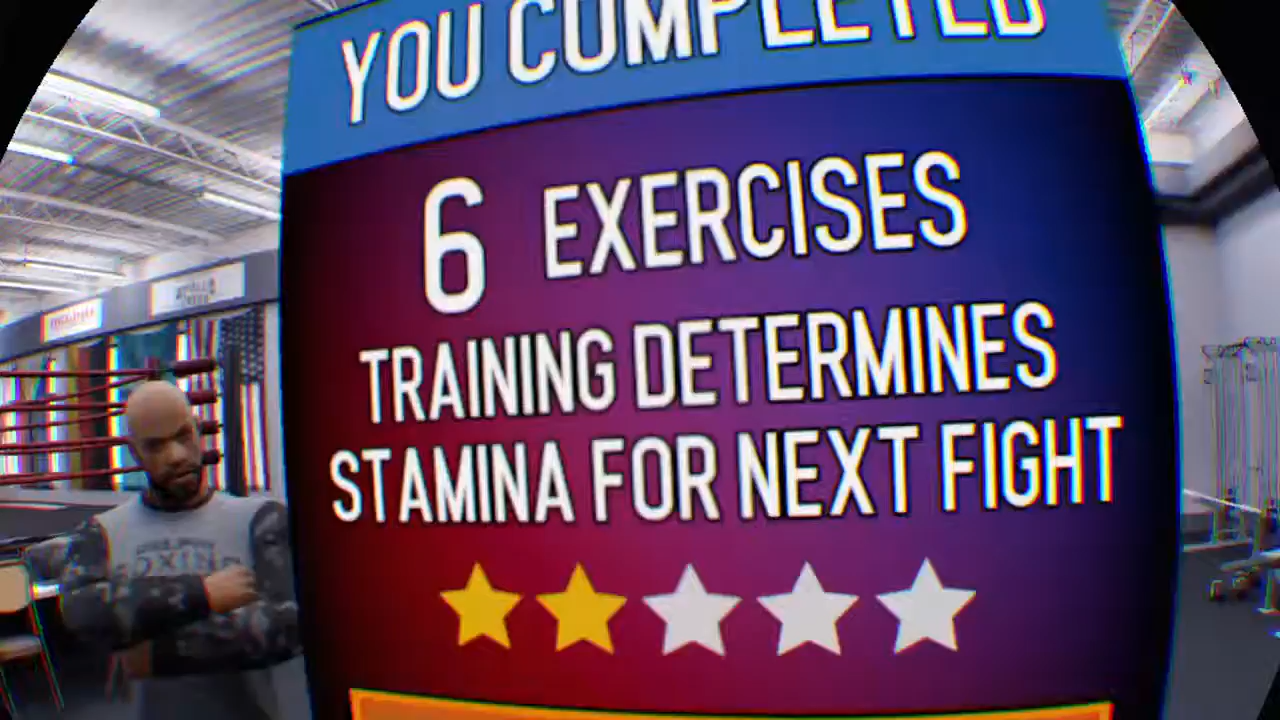 YOU COMPLETED
6 EXERCISES
TRAINING DETERMINES
STAMINA FOR NEXT FIGHT